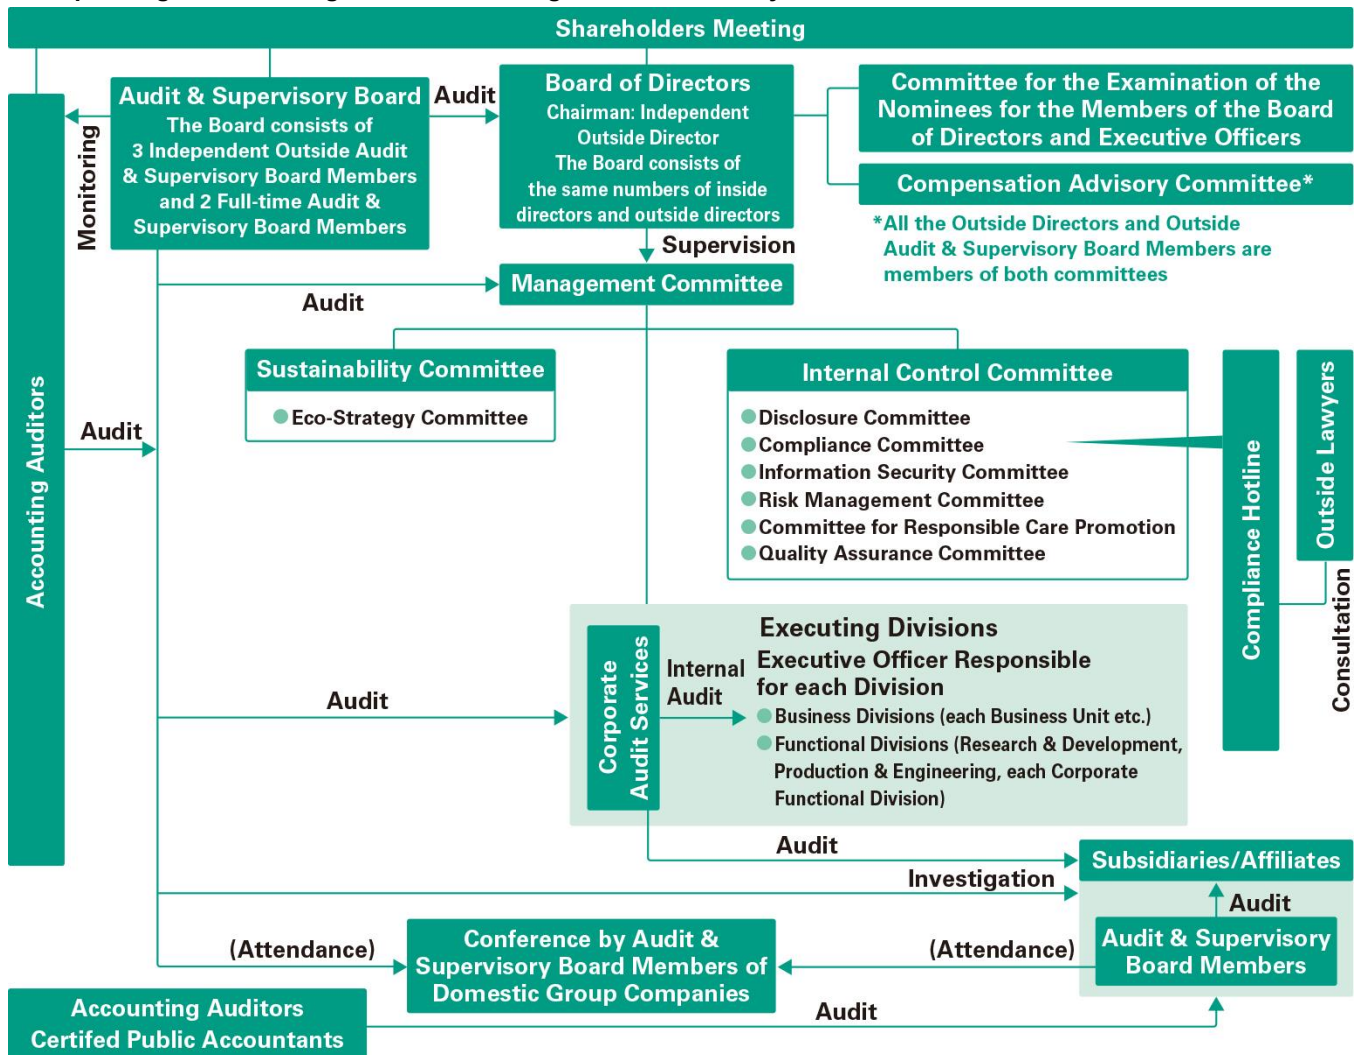 Shareholders Meeting
Audit & Supervisory Board
The Board consists of
3 Independent Outside Audit
& Supervisory Board Members
and 2 Full-time Audit &
Supervisory Board Members
Audit
Board of Directors
Chairman: Independent
Outside Director
The Board consists of
the same numbers of inside
directors and outside directors
Committee for the Examination of the
Nominees for the Members of the Board
of Directors and Executive Officers
Compensation Advisory Committee*
*All the Outside Directors and Outside
Audit & Supervisory Board Members are
members of both committees
Monitoring
Supervision
Management Committee
Audit
Accounting Auditors
Audit
Sustainability Committee
Eco-Strategy Committee
Internal Control Committee
Disclosure Committee
Compliance Committee
Information Security Committee
Risk Management Committee
Committee for Responsible Care Promotion
Quality Assurance Committee
Compliance Hotline
Outside Lawyers
Consultation
Audit
Corporate
Audit Services
Internal
Audit
Executing Divisions
Executive Officer Responsible
for each Division
Business Divisions (each Business Unit etc.)
Functional Divisions (Research & Development,
Production & Engineering, each Corporate
Functional Division)
Audit
Subsidiaries/Affiliates
Investigation
Audit
Audit & Supervisory
Board Members
(Attendance)
Conference by Audit &
Supervisory Board Members of
Domestic Group Companies
(Attendance)
Accounting Auditors
Certifed Public Accountants
Audit